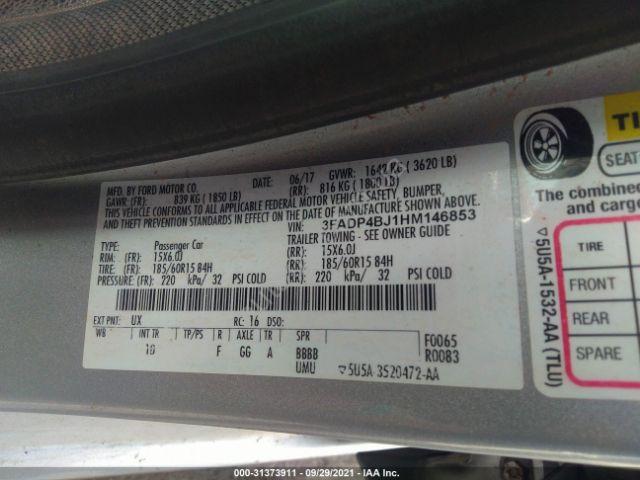 MFD. BY FORD MOTOR CO.
DATE: 06/17 GVWR: 1642 KG ( 3620 LB)
GAWR: (FR): 839 KG ( 1850 LB) (RR): 816 KG ( 1800 LB)
THIS VEHICLE CONFORMS TO ALL APPLICABLE FEDERAL MOTOR VEHICLE SAFETY, BUMPER,
AND THEFT PREVENTION STANDARDS IN EFFECT ON THE DATE OF MANUFACTURE SHOWN ABOVE.
VIN: 3FADP4BJ1HM146853
TYPE: Passenger Car TRAILER TOWING - SEE OWNER GUIDE
RIM: (FR): 15X6.0J (RR): 15X6.0J
TIRE: (FR): 185/60R15 84H (RR): 185/60R15 84H
PRESSURE: (FR): 220 kPa/ 32 PSI COLD (RR): 220 kPa/ 32 PSI COLD
EXT PNT: UX RC: 16 DSO:
WB INT TR TP/PS R AXLE TR SPR F0065
10 F GG A BBBB R0083
UMU ▽5U5A-3520472-AA
TI
SEAT
The combined
and cargo
TIRE
FRONT
REAR
SPARE
▽5U5A-1532-AA (TLU)
000-31373911 - 09/29/2021 - IAA Inc.